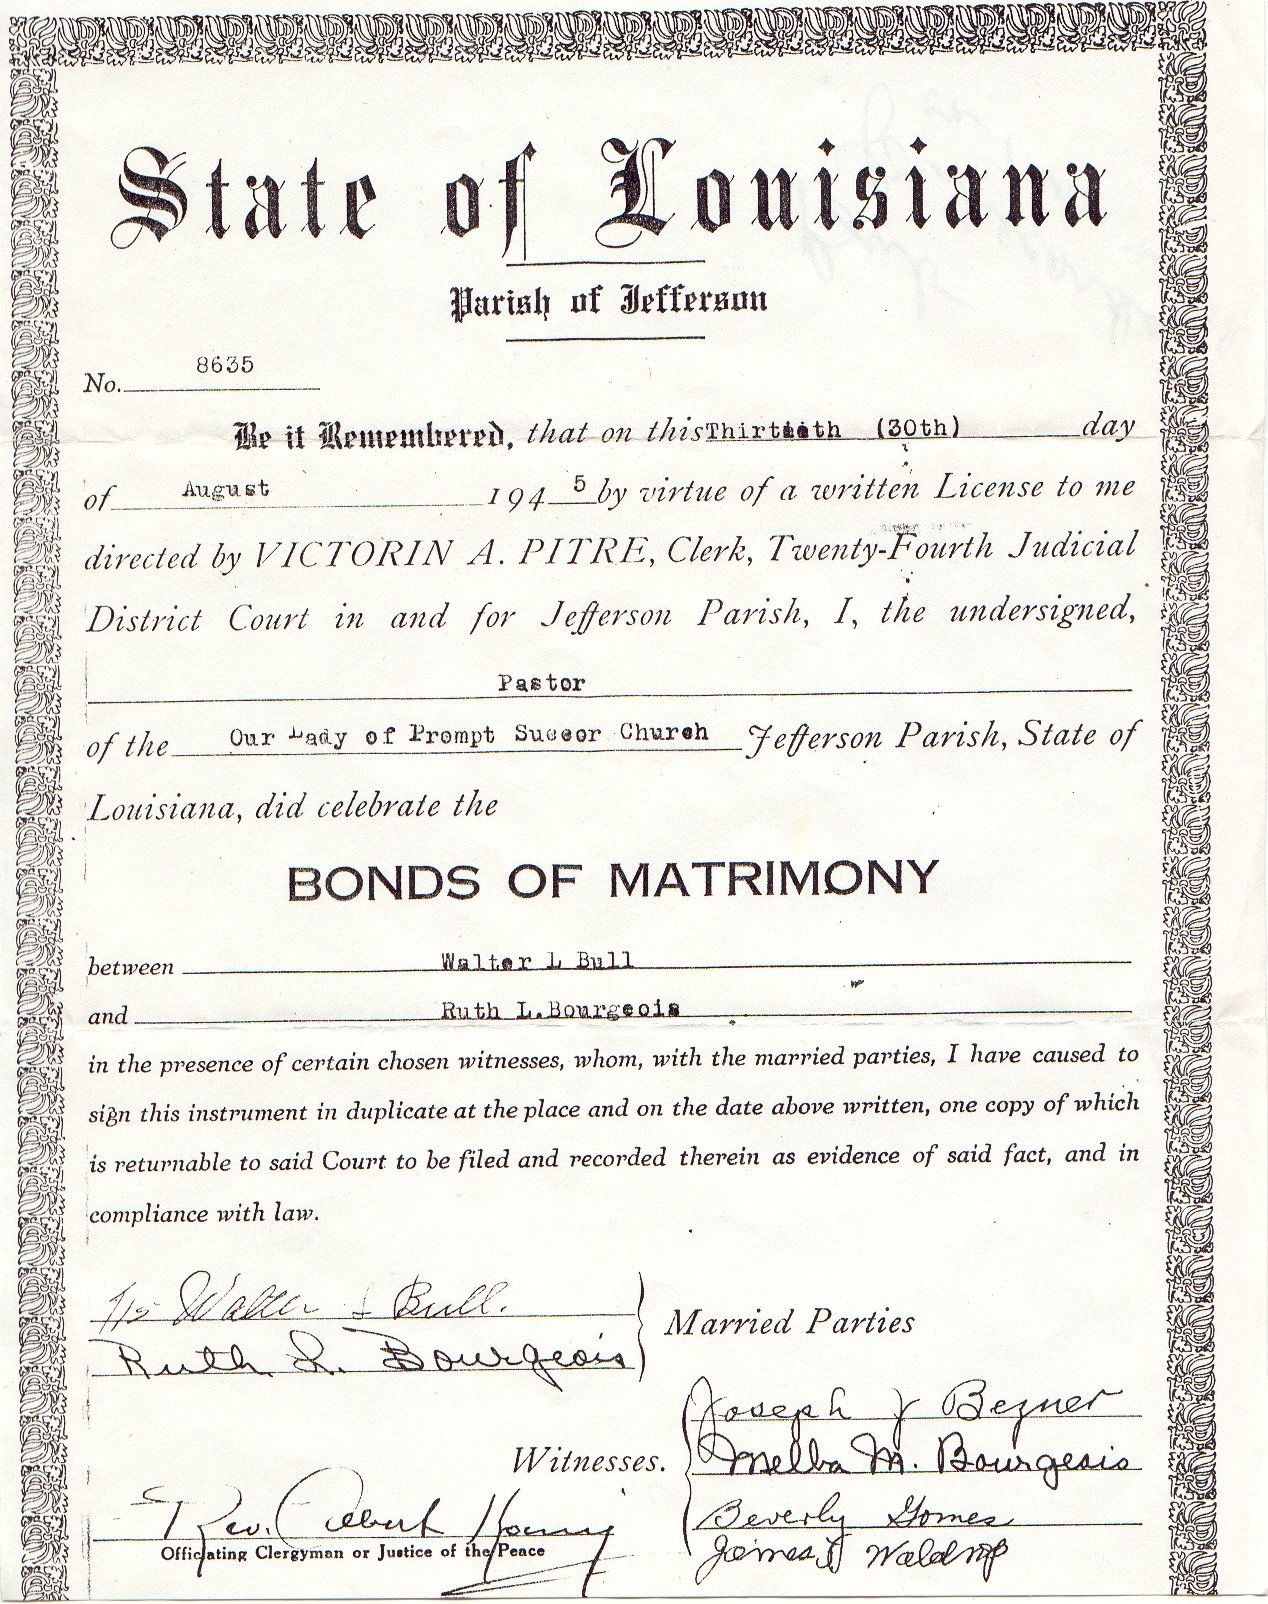 State of Louisiana
Parish of Jefferson
No. 8635
Be it Remembered, that on this Thirtieth (30th) day
of August 1945 by virtue of a written License to me
directed by VICTORIN A. PITRE, Clerk, Twenty-Fourth Judicial
District Court in and for Jefferson Parish, I, the undersigned,
Pastor
of the Our Lady of Prompt Succor Church Jefferson Parish, State of
Louisiana, did celebrate the
BONDS OF MATRIMONY
between Walter L Bull
and Ruth L.Bourgeois
in the presence of certain chosen witnesses, whom, with the married parties, I have caused to
sign this instrument in duplicate at the place and on the date above written, one copy of which
is returnable to said Court to be filed and recorded therein as evidence of said fact, and in
compliance with law.
Walter L Bull.
Ruth L. Bourgeois
Married Parties
Joseph J Bezner
Witnesses.
Melba M. Bourgeois
Beverly Gomes
James Waldrop
Rev.
Officiating Clergyman or Justice of the Peace